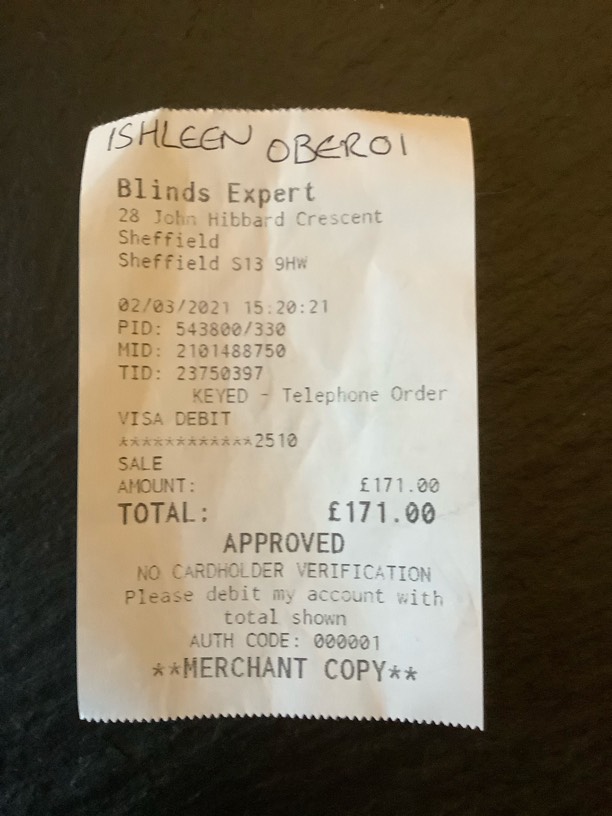 ISHLEEN OBEROI
Blinds Expert
28 John Hibbard Crescent
Sheffield
Sheffield S13 9HW
02/03/2021 15:20:21
PID: 543800/330
MID: 2101488750
TID: 23750397
KEYED - Telephone Order
VISA DEBIT
************2510
SALE
AMOUNT: £171.00
TOTAL: £171.00
APPROVED
NO CARDHOLDER VERIFICATION
Please debit my account with
total shown
AUTH CODE: 000001
**MERCHANT COPY**